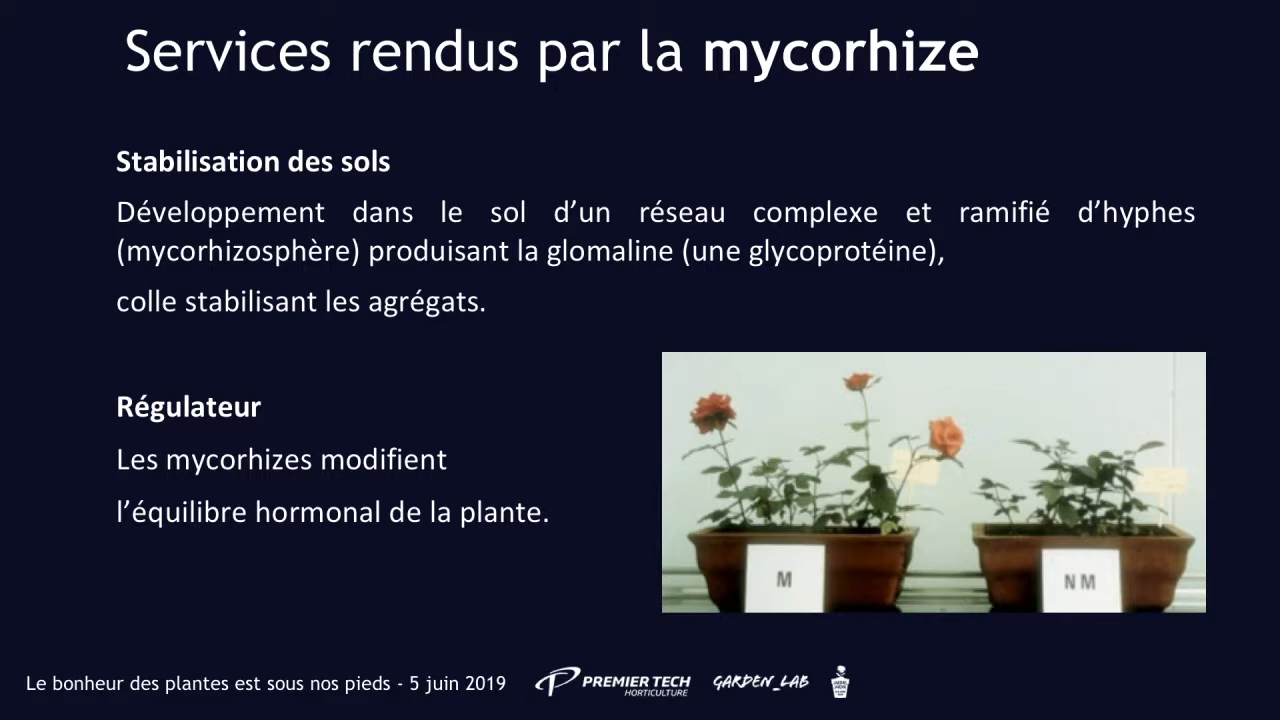 Services rendus par la mycorhize
Stabilisation des sols
Développement dans le sol d’un réseau complexe et ramifié d’hyphes
(mycorhizosphère) produisant la glomaline (une glycoprotéine),
colle stabilisant les agrégats.
Régulateur
Les mycorhizes modifient
l’équilibre hormonal de la plante.
M
NM
Le bonheur des plantes est sous nos pieds - 5 juin 2019
PREMIER TECH
HORTICULTURE
GARDEN_LAB